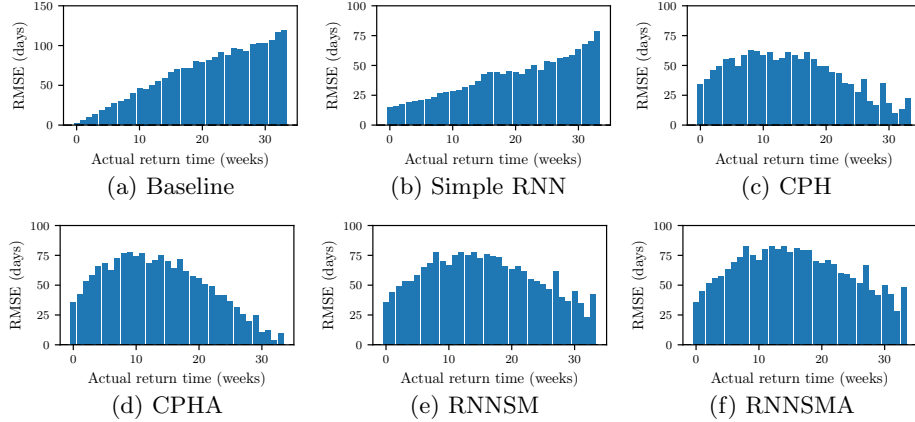 150
100
50
0
RMSE (days)
0 10 20 30
Actual return time (weeks)
(a) Baseline
100
75
50
25
0
RMSE (days)
0 10 20 30
Actual return time (weeks)
(b) Simple RNN
100
75
50
25
0
RMSE (days)
0 10 20 30
Actual return time (weeks)
(c) CPH
100
75
50
25
0
RMSE (days)
0 10 20 30
Actual return time (weeks)
(d) CPHA
100
75
50
25
0
RMSE (days)
0 10 20 30
Actual return time (weeks)
(e) RNNSM
100
75
50
25
0
RMSE (days)
0 10 20 30
Actual return time (weeks)
(f) RNNSMA